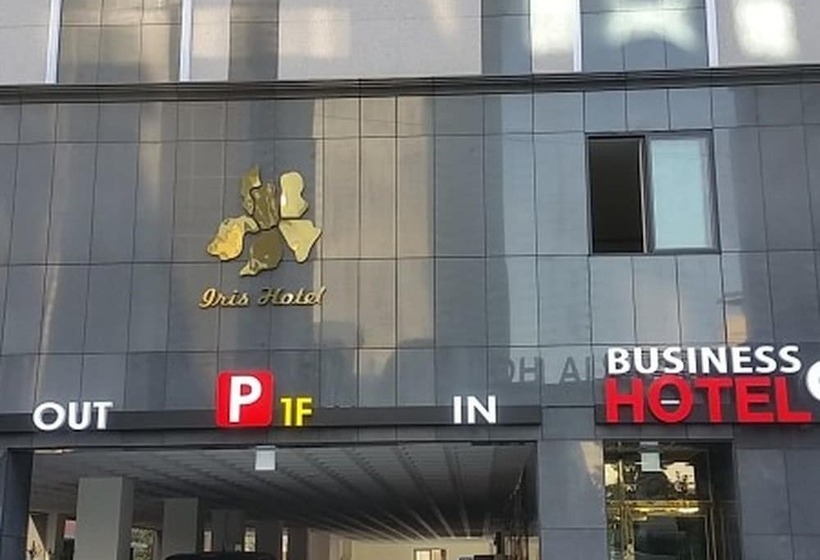 Iris Hotel
BUSINESS
HOTEL
OUT P 1F IN